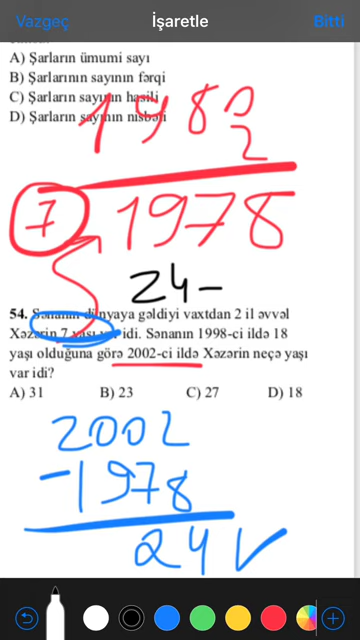 Vazgeç İşaretle Bitti
A) Şarların ümumi sayı
B) Şarlarının sayının fərqi
C) Şarların sayının hasili
D) Şarların sayının nisbəti
198
2
7 1978
24-
54. Sənanın dünyaya gəldiyi vaxtdan 2 il əvvəl
Xəzərin 7 yaşı var idi. Sənanın 1998-ci ildə 18
yaşı olduğuna görə 2002-ci ildə Xəzərin neçə yaşı
var idi?
A) 31 B) 23 C) 27 D) 18
2002
-1978
24